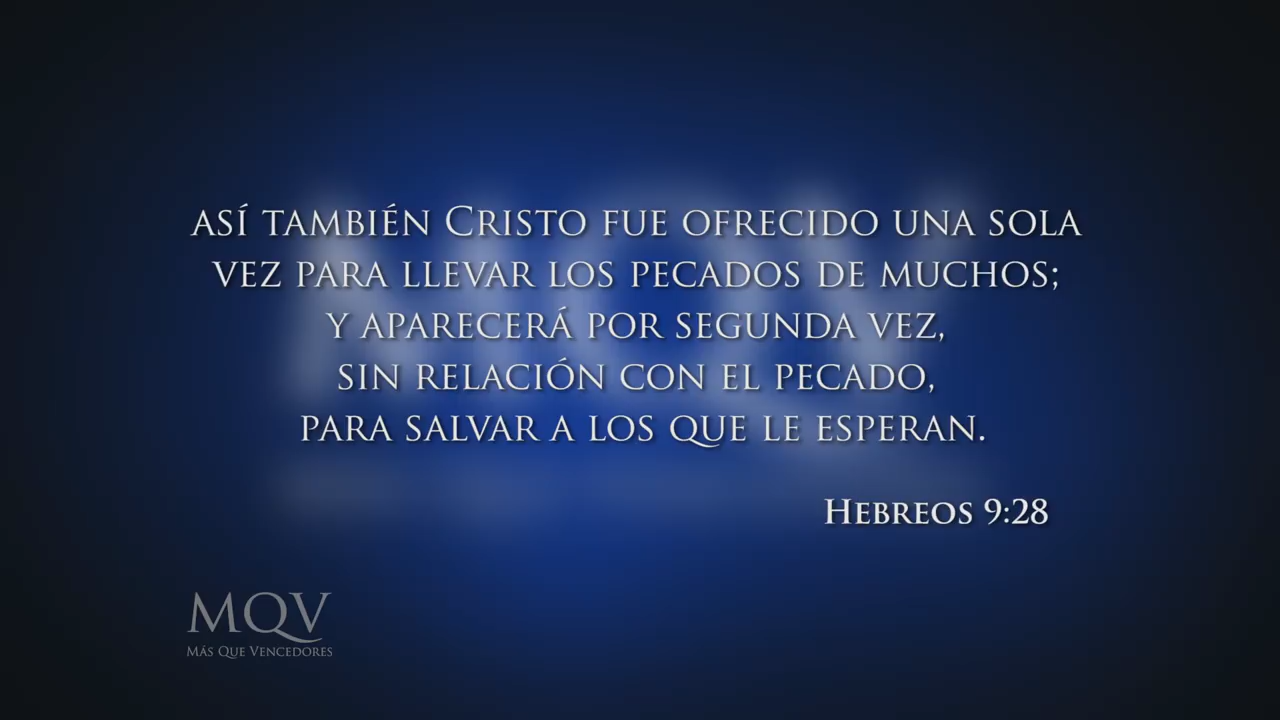 así también Cristo fue ofrecido una sola
vez para llevar los pecados de muchos;
y aparecerá por segunda vez,
sin relación con el pecado,
para salvar a los que le esperan.
Hebreos 9:28
MQV
Más Que Vencedores